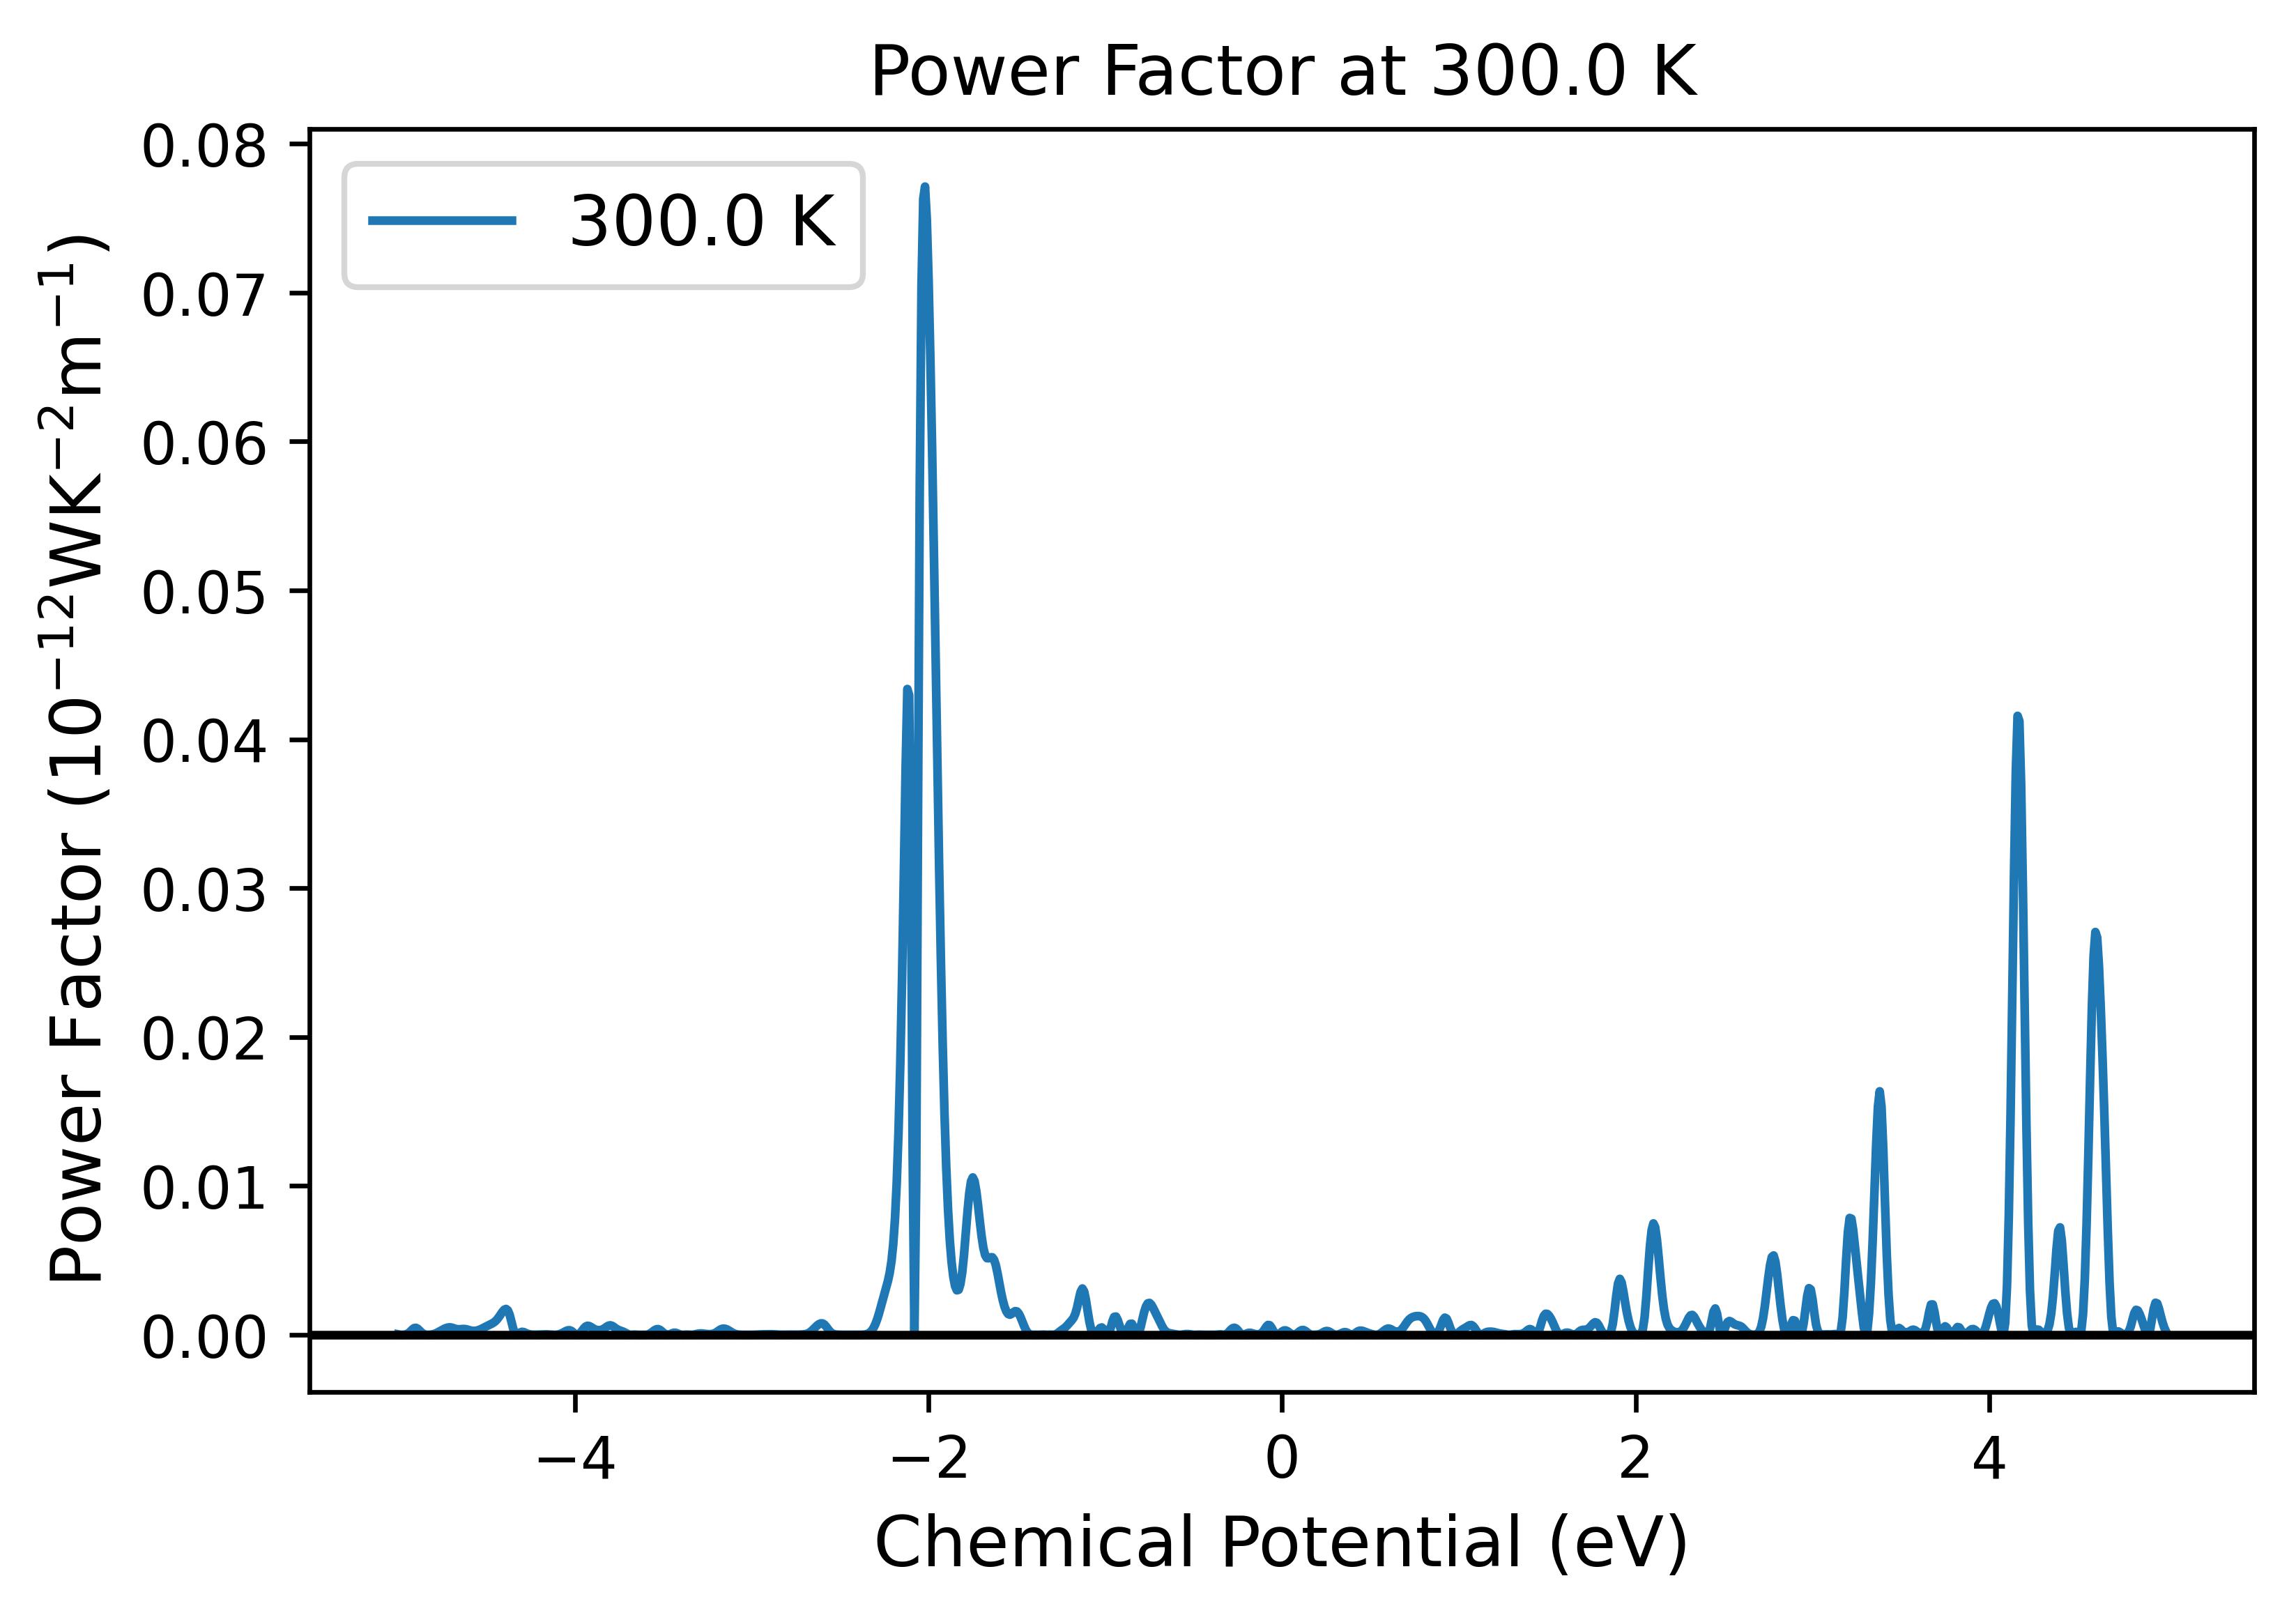 Power Factor at 300.0 K
300.0 K
Power Factor (10⁻¹²WK⁻²m⁻¹)
0.08
0.07
0.06
0.05
0.04
0.03
0.02
0.01
0.00
−4 −2 0 2 4
Chemical Potential (eV)